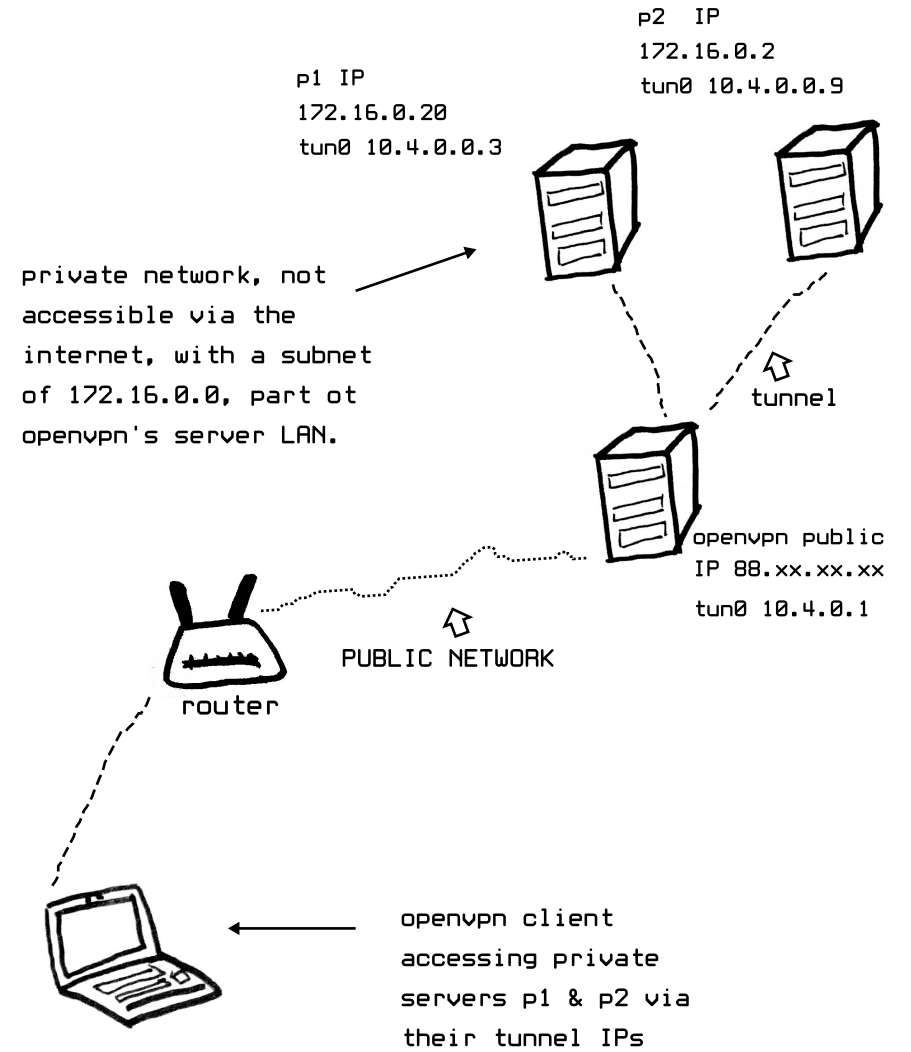 p2 IP
172.16.0.2
tun0 10.4.0.0.9
p1 IP
172.16.0.20
tun0 10.4.0.0.3
private network, not
accessible via the
internet, with a subnet
of 172.16.0.0, part ot
openvpn's server LAN.
tunnel
openvpn public
IP 88.xx.xx.xx
tun0 10.4.0.1
PUBLIC NETWORK
router
openvpn client
accessing private
servers p1 & p2 via
their tunnel IPs